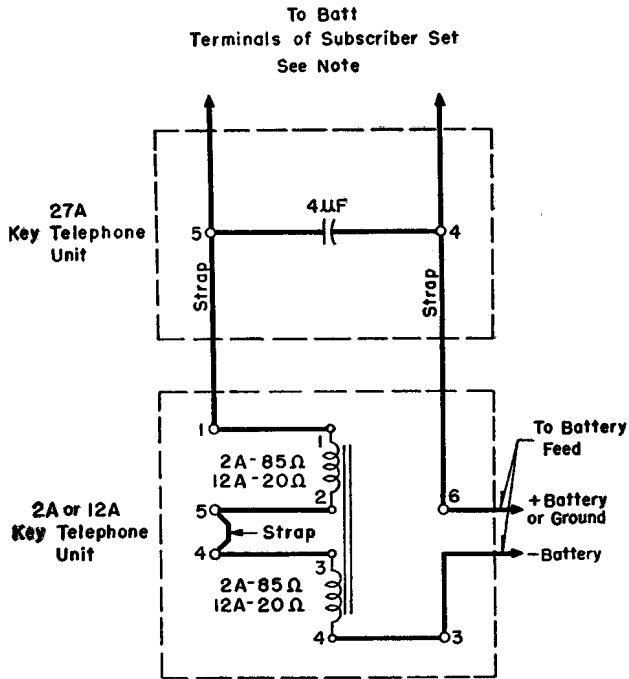 To Batt
Terminals of Subscriber Set
See Note
27A
Key Telephone
Unit
4μF
5
4
Strap
Strap
1
1
2A-85Ω
12A-20Ω
2
5
6
To Battery
Feed
+Battery
or Ground
2A or 12A
Key Telephone
Unit
Strap
4
3
-Battery
2A-85Ω
12A-20Ω
4
3